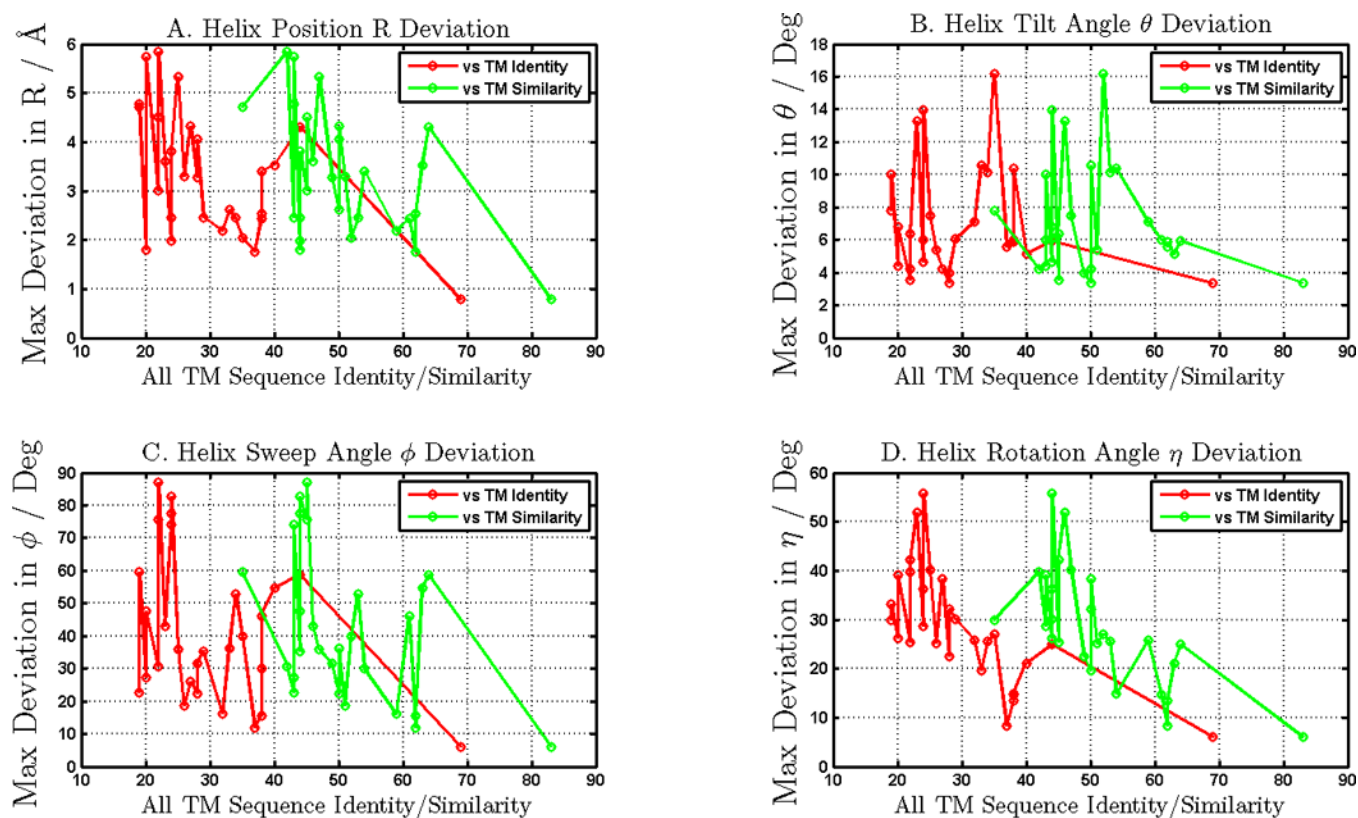 A. Helix Position R Deviation
Max Deviation in R / Å
6
5
4
3
2
1
0
vs TM Identity
vs TM Similarity
10 20 30 40 50 60 70 80 90
All TM Sequence Identity/Similarity
B. Helix Tilt Angle θ Deviation
Max Deviation in θ / Deg
18
16
14
12
10
8
6
4
2
0
vs TM Identity
vs TM Similarity
10 20 30 40 50 60 70 80 90
All TM Sequence Identity/Similarity
C. Helix Sweep Angle ϕ Deviation
Max Deviation in ϕ / Deg
90
80
70
60
50
40
30
20
10
0
vs TM Identity
vs TM Similarity
10 20 30 40 50 60 70 80 90
All TM Sequence Identity/Similarity
D. Helix Rotation Angle η Deviation
Max Deviation in η / Deg
60
50
40
30
20
10
0
vs TM Identity
vs TM Similarity
10 20 30 40 50 60 70 80 90
All TM Sequence Identity/Similarity